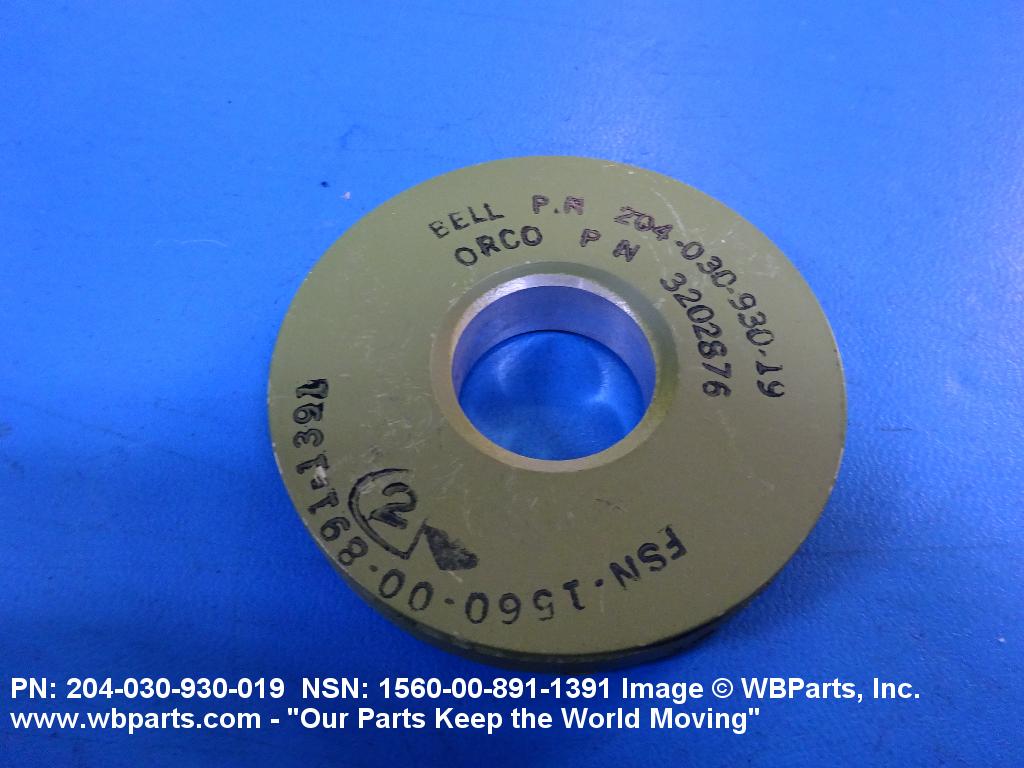 BELL P.N 204-030-930-19
ORCO PN 3202876
FSN-1560-00-891-1391
PN: 204-030-930-019 NSN: 1560-00-891-1391 Image © WBParts, Inc.
www.wbparts.com - "Our Parts Keep the World Moving"